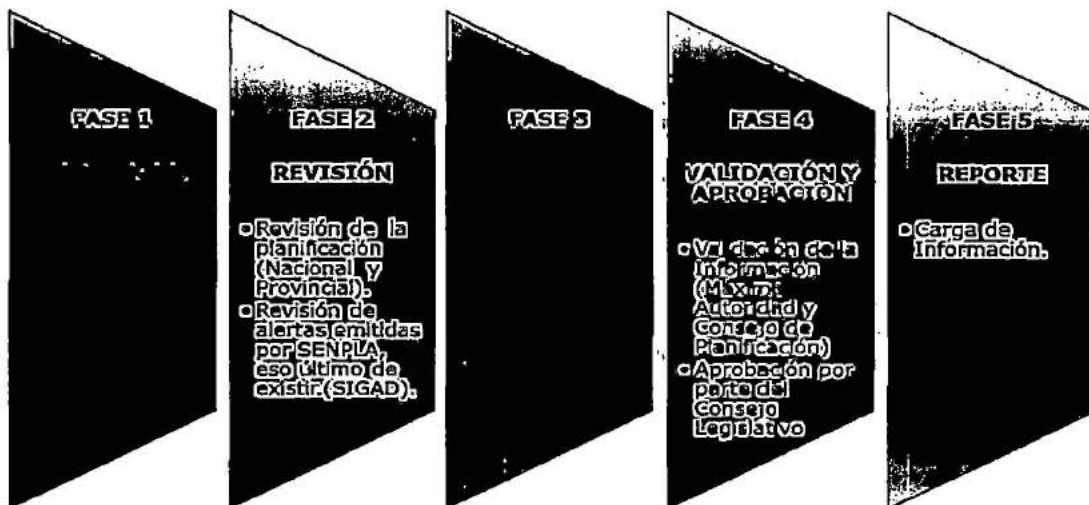 FASE 1
FASE 2
REVISIÓN
Revisión de la
planificación
(Nacional y
Provincial).
Revisión de
alertas emitidas
por SENPLA,
eso último de
existir.(SIGAD).
FASE 3
FASE 4
VALIDACIÓN Y
APROBACIÓN
Validación de la
Información
(Máxima
Autoridad y
Consejo de
Planificación)
Aprobación por
parte del
Consejo
Legislativo
FASE 5
REPORTE
Carga de
Información.